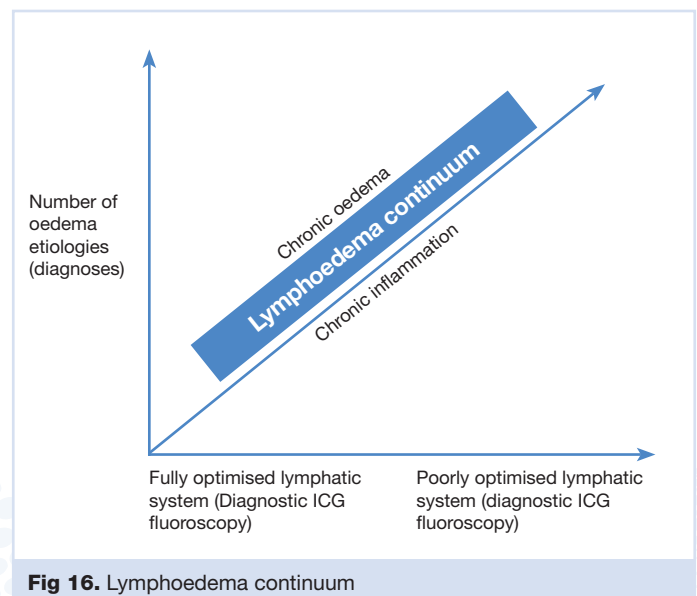 Number of
oedema
etiologies
(diagnoses)
Chronic oedema
Lymphoedema continuum
Chronic inflammation
Fully optimised lymphatic
system (Diagnostic ICG
fluoroscopy)
Poorly optimised lymphatic
system (diagnostic ICG
fluoroscopy)
Fig 16. Lymphoedema continuum